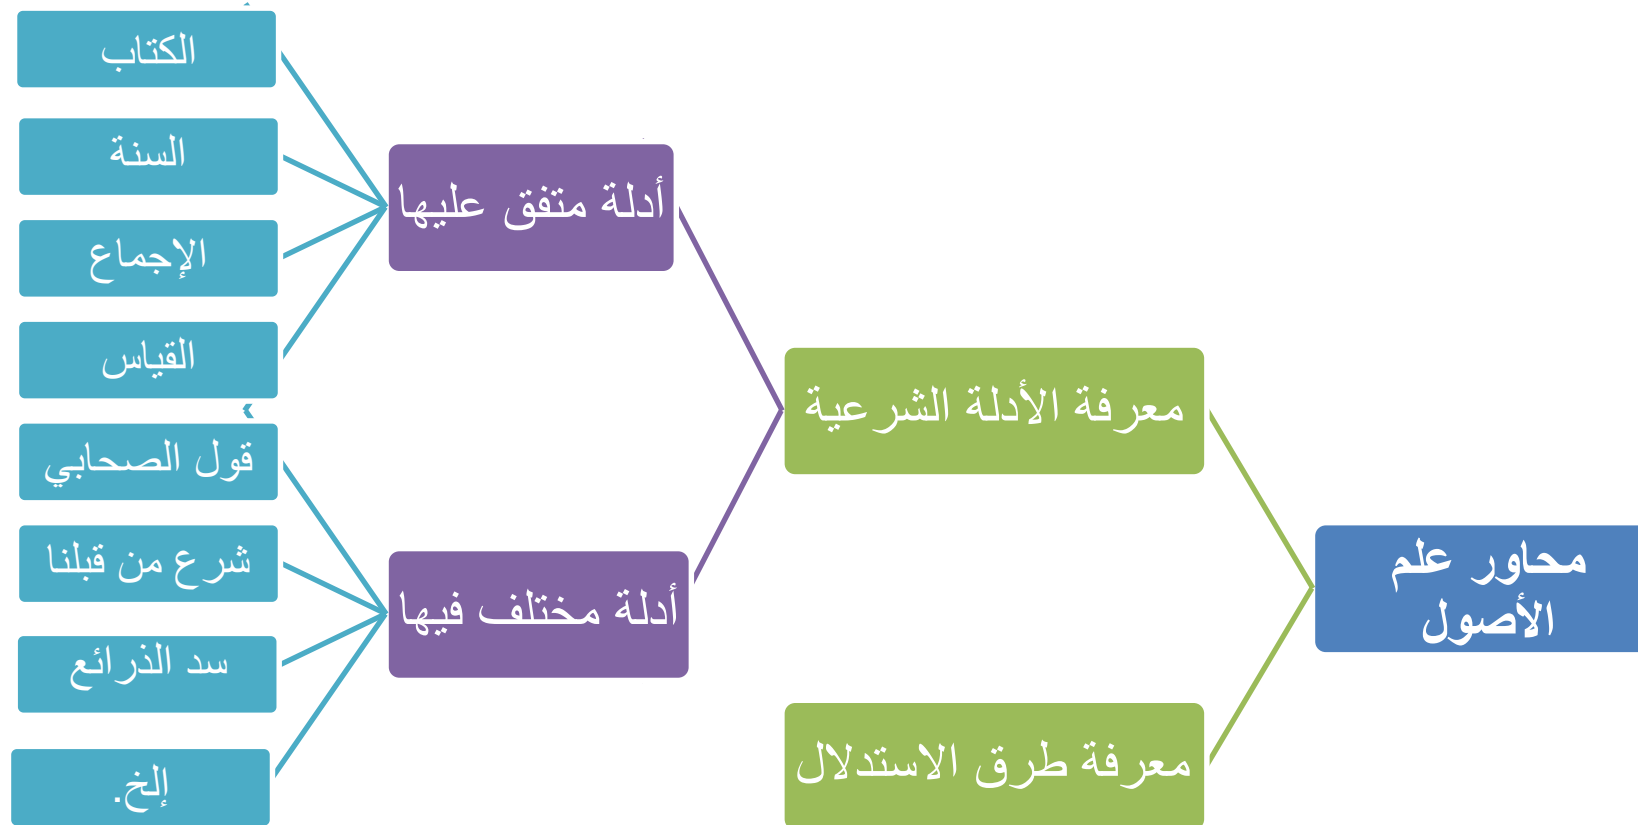 محاور علم
الأصول
معرفة الأدلة الشرعية
أدلة متفق عليها
الكتاب
السنة
الإجماع
القياس
أدلة مختلف فيها
قول الصحابي
شرع من قبلنا
سد الذرائع
إلخ.
معرفة طرق الاستدلال